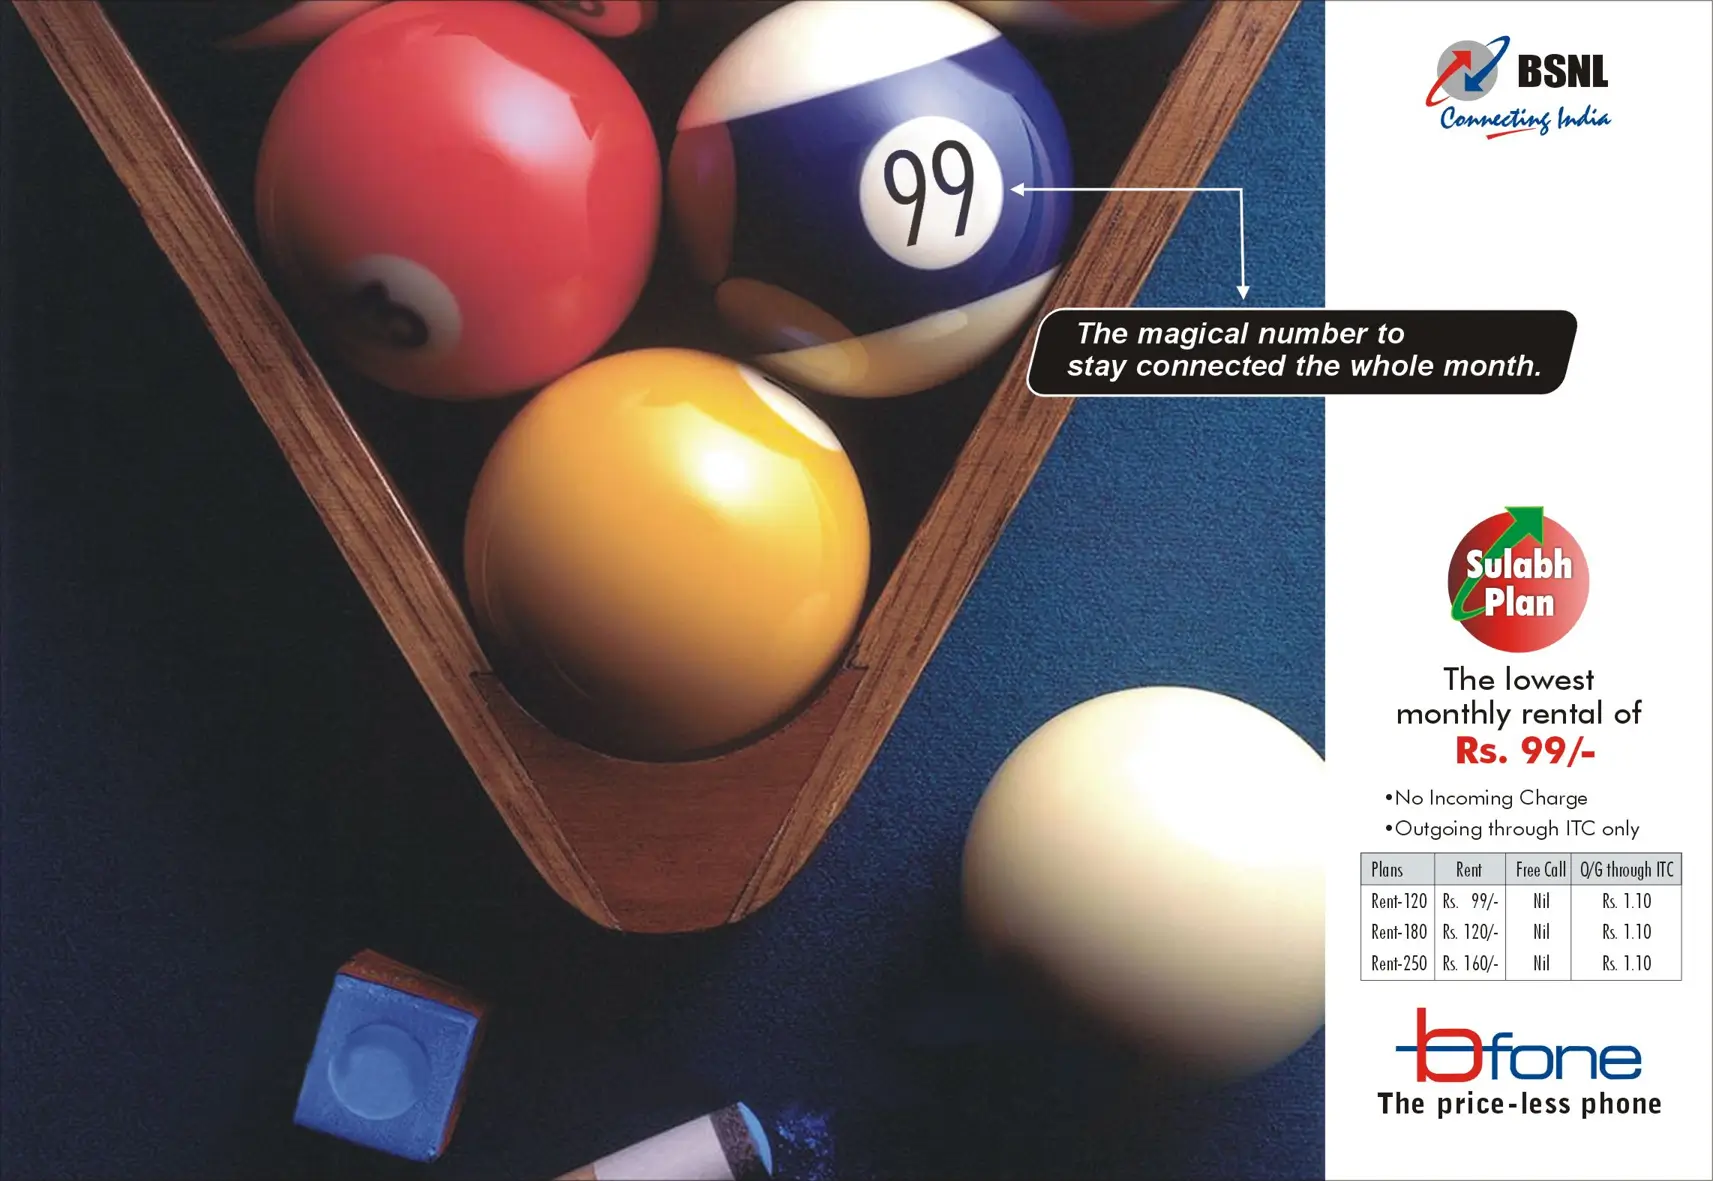 BSNL
Connecting India
3
99
The magical number to
stay connected the whole month.
Sulabh
Plan
The lowest
monthly rental of
Rs. 99/-
•No Incoming Charge
•Outgoing through ITC only
Plans Rent Free Call O/G through ITC
Rent-120 Rs. 99/- Nil Rs. 1.10
Rent-180 Rs. 120/- Nil Rs. 1.10
Rent-250 Rs. 160/- Nil Rs. 1.10
bfone
The price-less phone